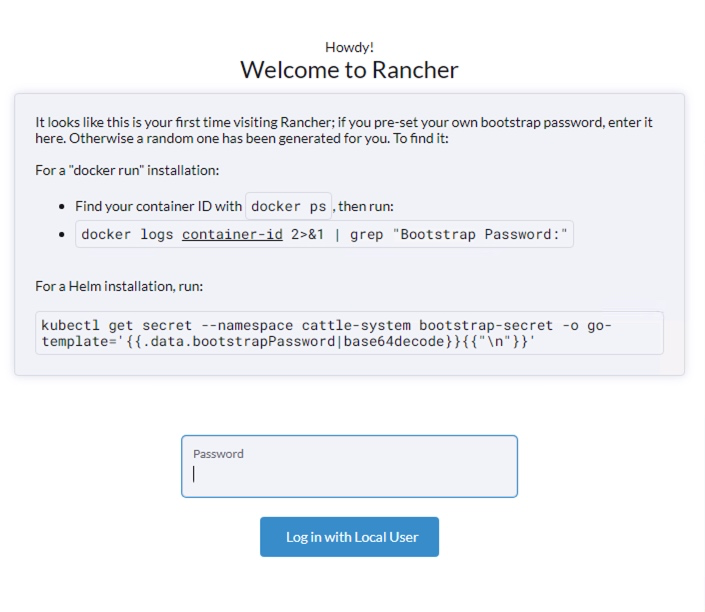 Howdy!
Welcome to Rancher
It looks like this is your first time visiting Rancher; if you pre-set your own bootstrap password, enter it
here. Otherwise a random one has been generated for you. To find it:
For a "docker run" installation:
• Find your container ID with docker ps , then run:
• docker logs container-id 2>&1 | grep "Bootstrap Password:"
For a Helm installation, run:
kubectl get secret --namespace cattle-system bootstrap-secret -o go-
template='{{.data.bootstrapPassword|base64decode}}{{"\n"}}'
Password
Log in with Local User